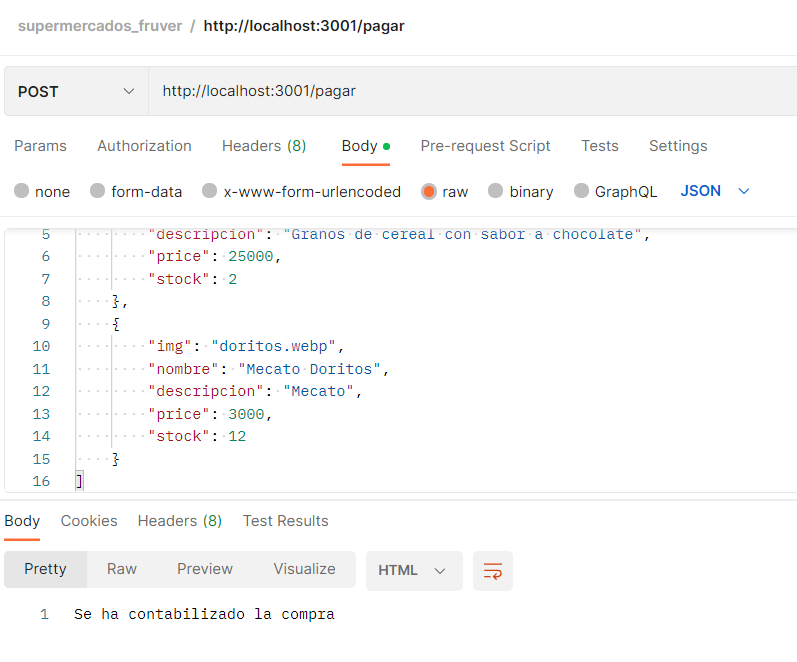 supermercados_fruver / http://localhost:3001/pagar
POST http://localhost:3001/pagar
Params Authorization Headers (8) Body Pre-request Script Tests Settings
none form-data x-www-form-urlencoded raw binary GraphQL JSON
5 "descripcion": "Granos de cereal con sabor a chocolate",
6 "price": 25000,
7 "stock": 2
8 },
9 {
10 "img": "doritos.webp",
11 "nombre": "Mecato Doritos",
12 "descripcion": "Mecato",
13 "price": 3000,
14 "stock": 12
15 }
16 ]
Body Cookies Headers (8) Test Results
Pretty Raw Preview Visualize HTML
1 Se ha contabilizado la compra